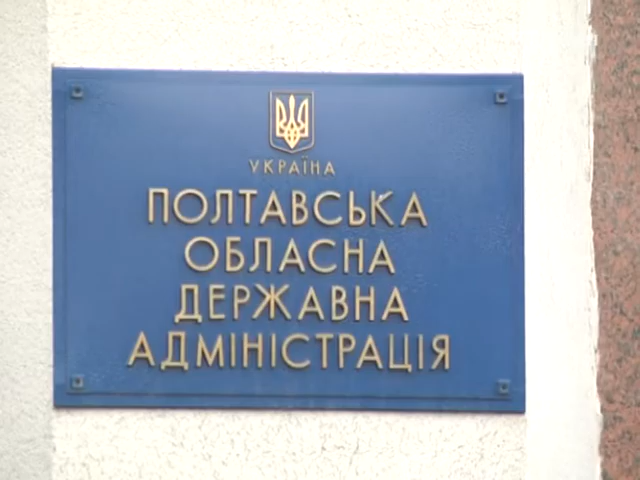 УКРАЇНА
ПОЛТАВСЬКА
ОБЛАСНА
ДЕРЖАВНА
АДМІНІСТРАЦІЯ